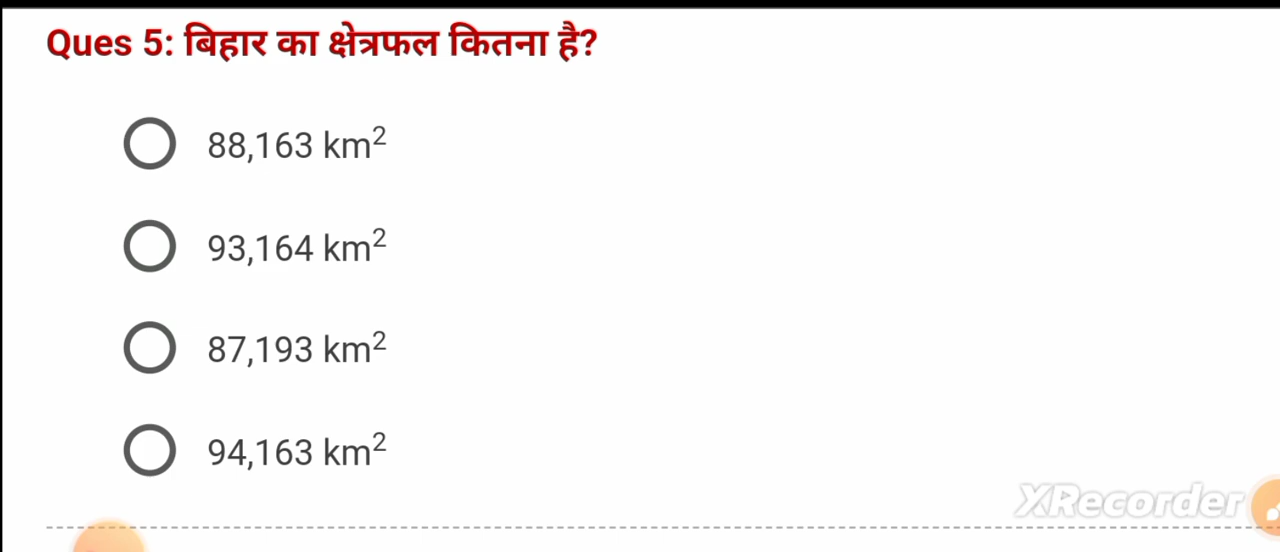 Ques 5: बिहार का क्षेत्रफल कितना है?
88,163 km²
93,164 km²
87,193 km²
94,163 km²
XRecorder